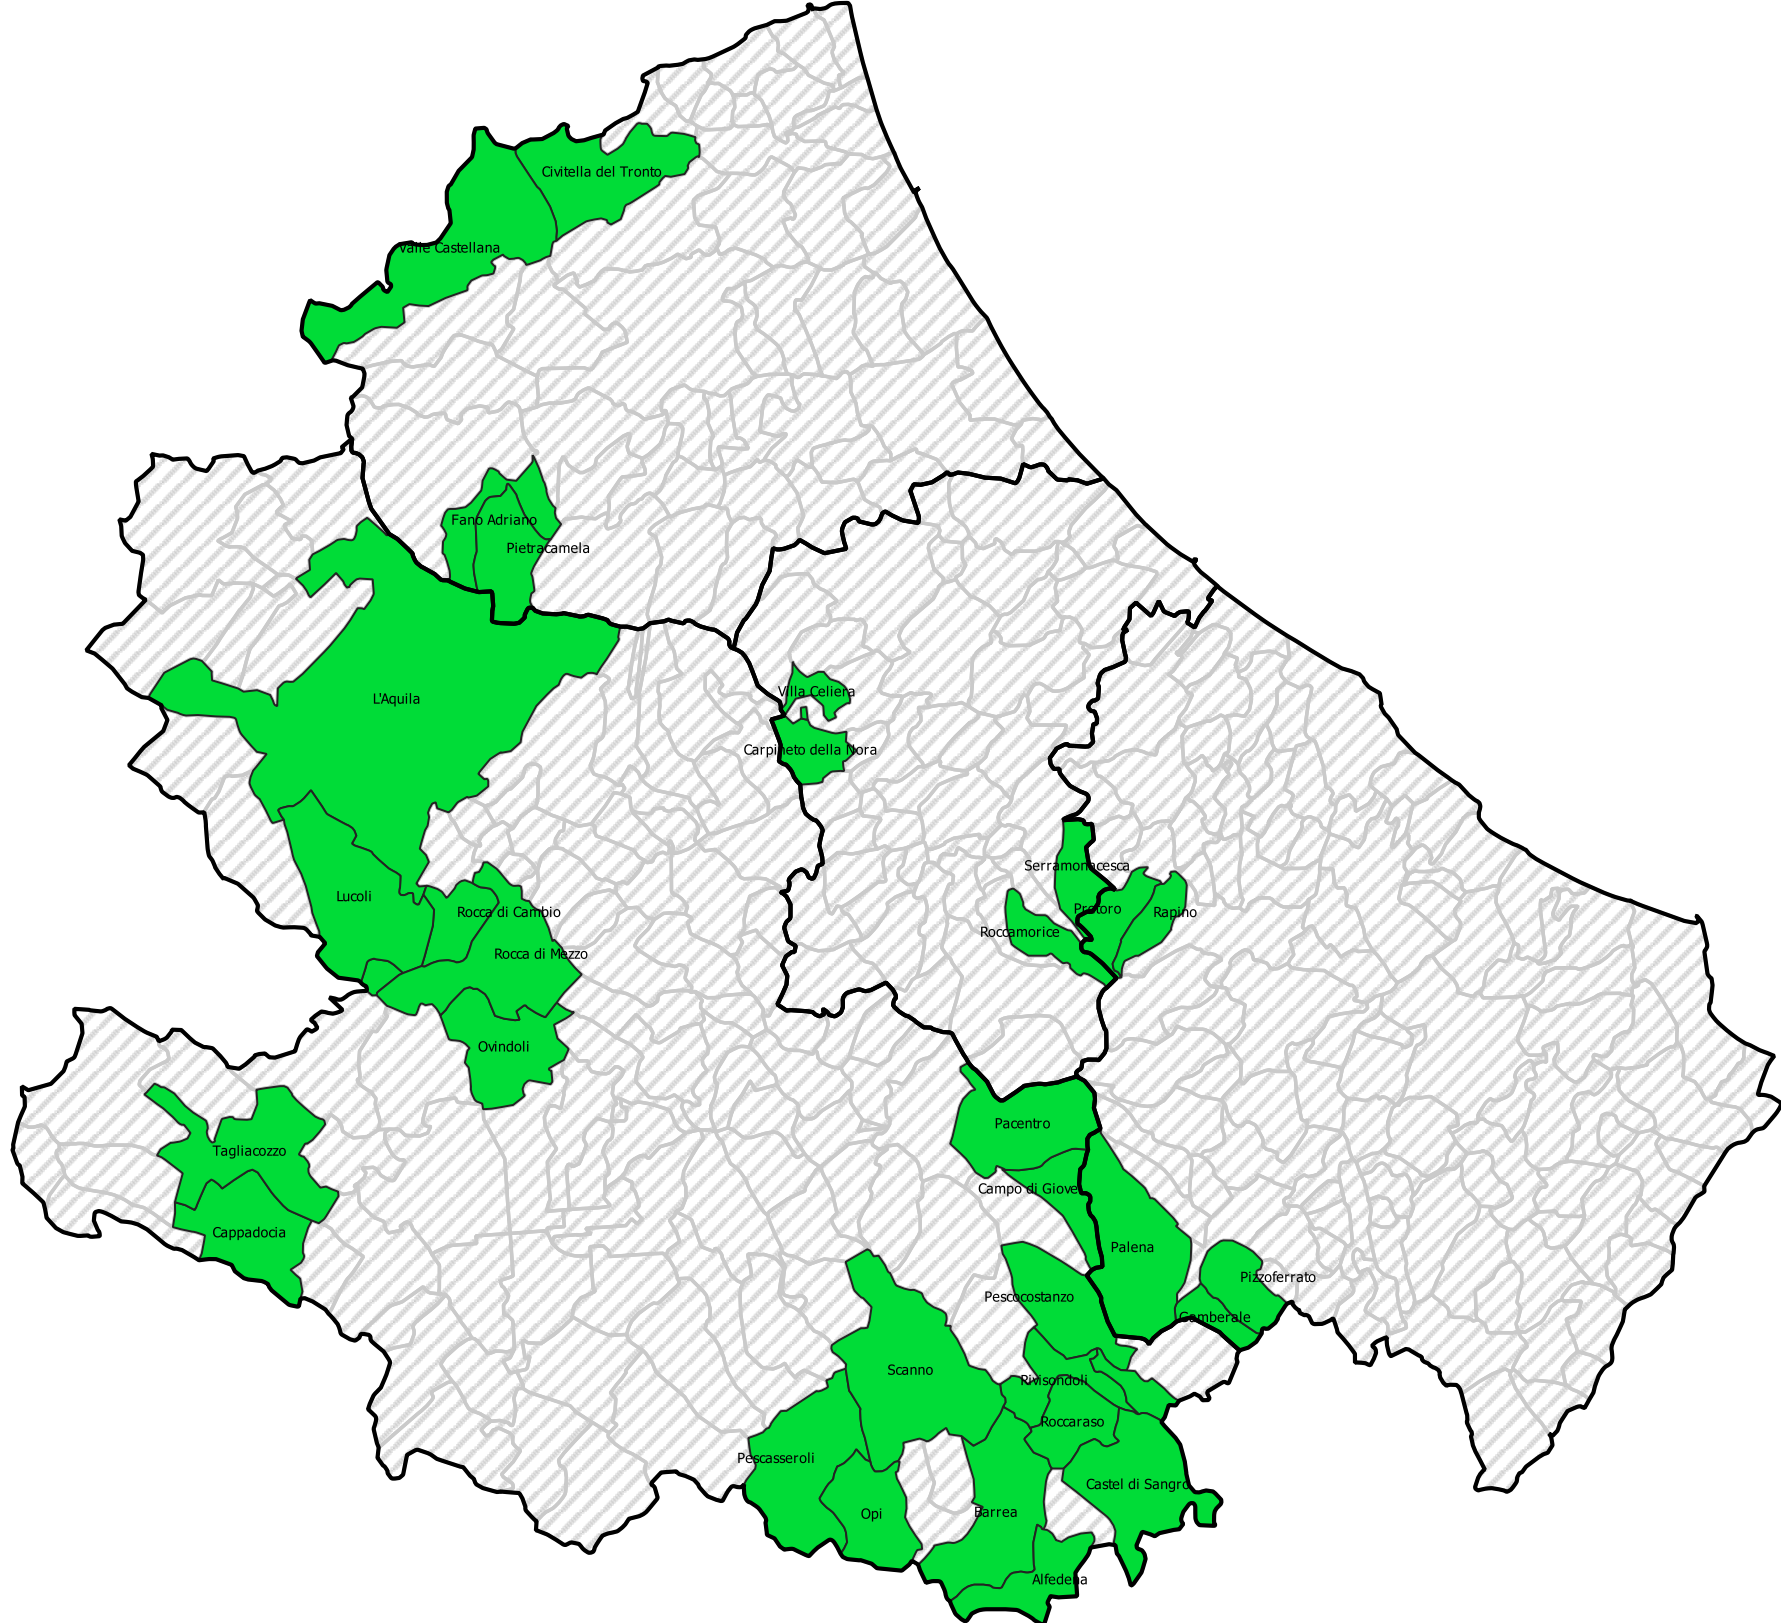 Civitella del Tronto
Valle Castellana
Fano Adriano
Pietracamela
L'Aquila
Villa Celiera
Carpineto della Nora
Serramonacesca
Lucoli
Rocca di Cambio
Pretoro
Rapino
Roccamorice
Rocca di Mezzo
Ovindoli
Pacentro
Tagliacozzo
Campo di Giove
Cappadocia
Palena
Pizzoferrato
Pescocostanzo
Gamberale
Scanno
Rivisondoli
Roccaraso
Pescasseroli
Castel di Sangro
Barrea
Opi
Alfedena